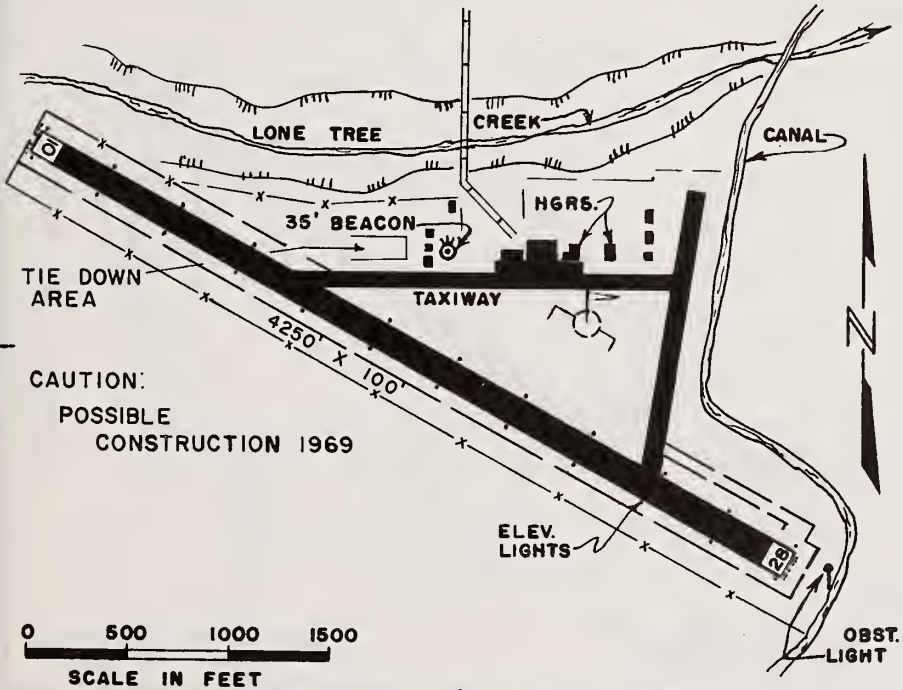 LONE TREE
CREEK
CANAL
10
35' BEACON
HGRS.
TIE DOWN
AREA
TAXIWAY
N
4250' X 100'
CAUTION:
POSSIBLE
CONSTRUCTION 1969
ELEV.
LIGHTS
28
OBST.
LIGHT
0 500 1000 1500
SCALE IN FEET